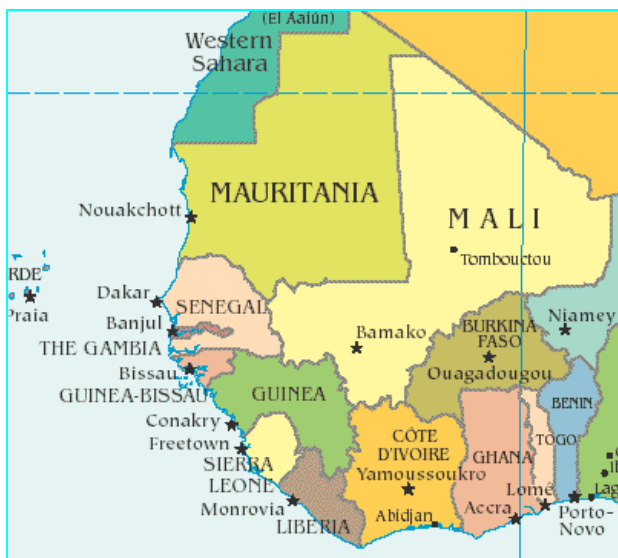 (El Aaiún)
Western
Sahara
MAURITANIA
Nouakchott
MALI
Tombouctou
RDE
Praia
Dakar
SENEGAL
Banjul
THE GAMBIA
Bissau
GUINEA-BISSAU
Bamako
BURKINA
FASO
Niamey
Ouagadougou
GUINEA
Conakry
Freetown
SIERRA
LEONE
Monrovia
LIBERIA
CÔTE
D'IVOIRE
Yamoussoukro
Abidjan
GHANA
Accra
TOGO
Lomé
BENIN
Porto-
Novo
Lag